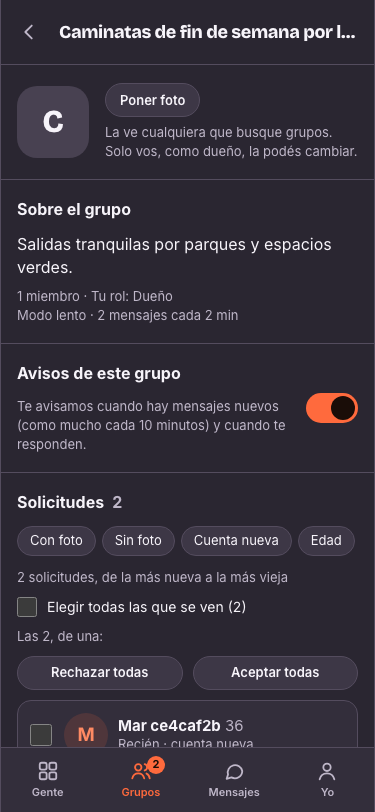 Caminatas de fin de semana por l...
C
Poner foto
La ve cualquiera que busque grupos.
Solo vos, como dueño, la podés cambiar.
Sobre el grupo
Salidas tranquilas por parques y espacios
verdes.
1 miembro · Tu rol: Dueño
Modo lento · 2 mensajes cada 2 min
Avisos de este grupo
Te avisamos cuando hay mensajes nuevos
(como mucho cada 10 minutos) y cuando te
responden.
Solicitudes 2
Con foto Sin foto Cuenta nueva Edad
2 solicitudes, de la más nueva a la más vieja
Elegir todas las que se ven (2)
Las 2, de una:
Rechazar todas Aceptar todas
M Mar ce4caf2b 36
Recién · cuenta nueva
2
Gente Grupos Mensajes Yo